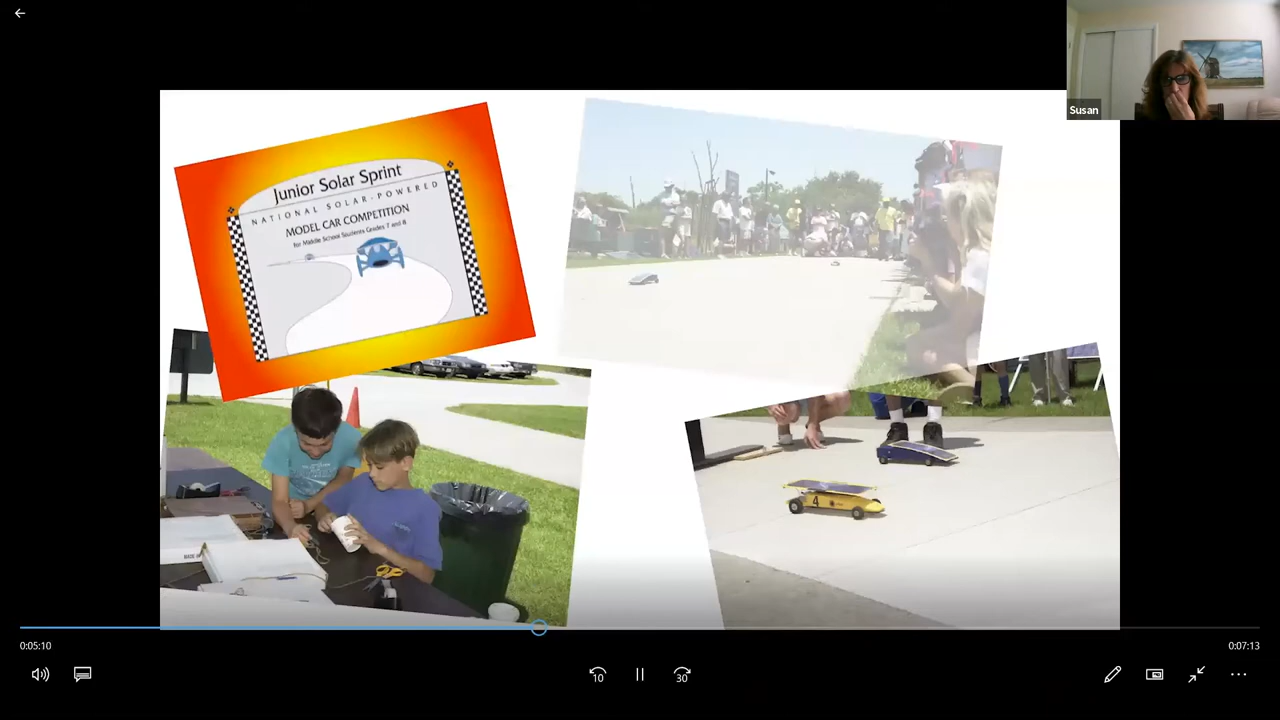 Susan
Junior Solar Sprint
NATIONAL SOLAR-POWERED
MODEL CAR COMPETITION
for Middle School Students Grades 7 and 8
4
0:05:10
0:07:13
10
30